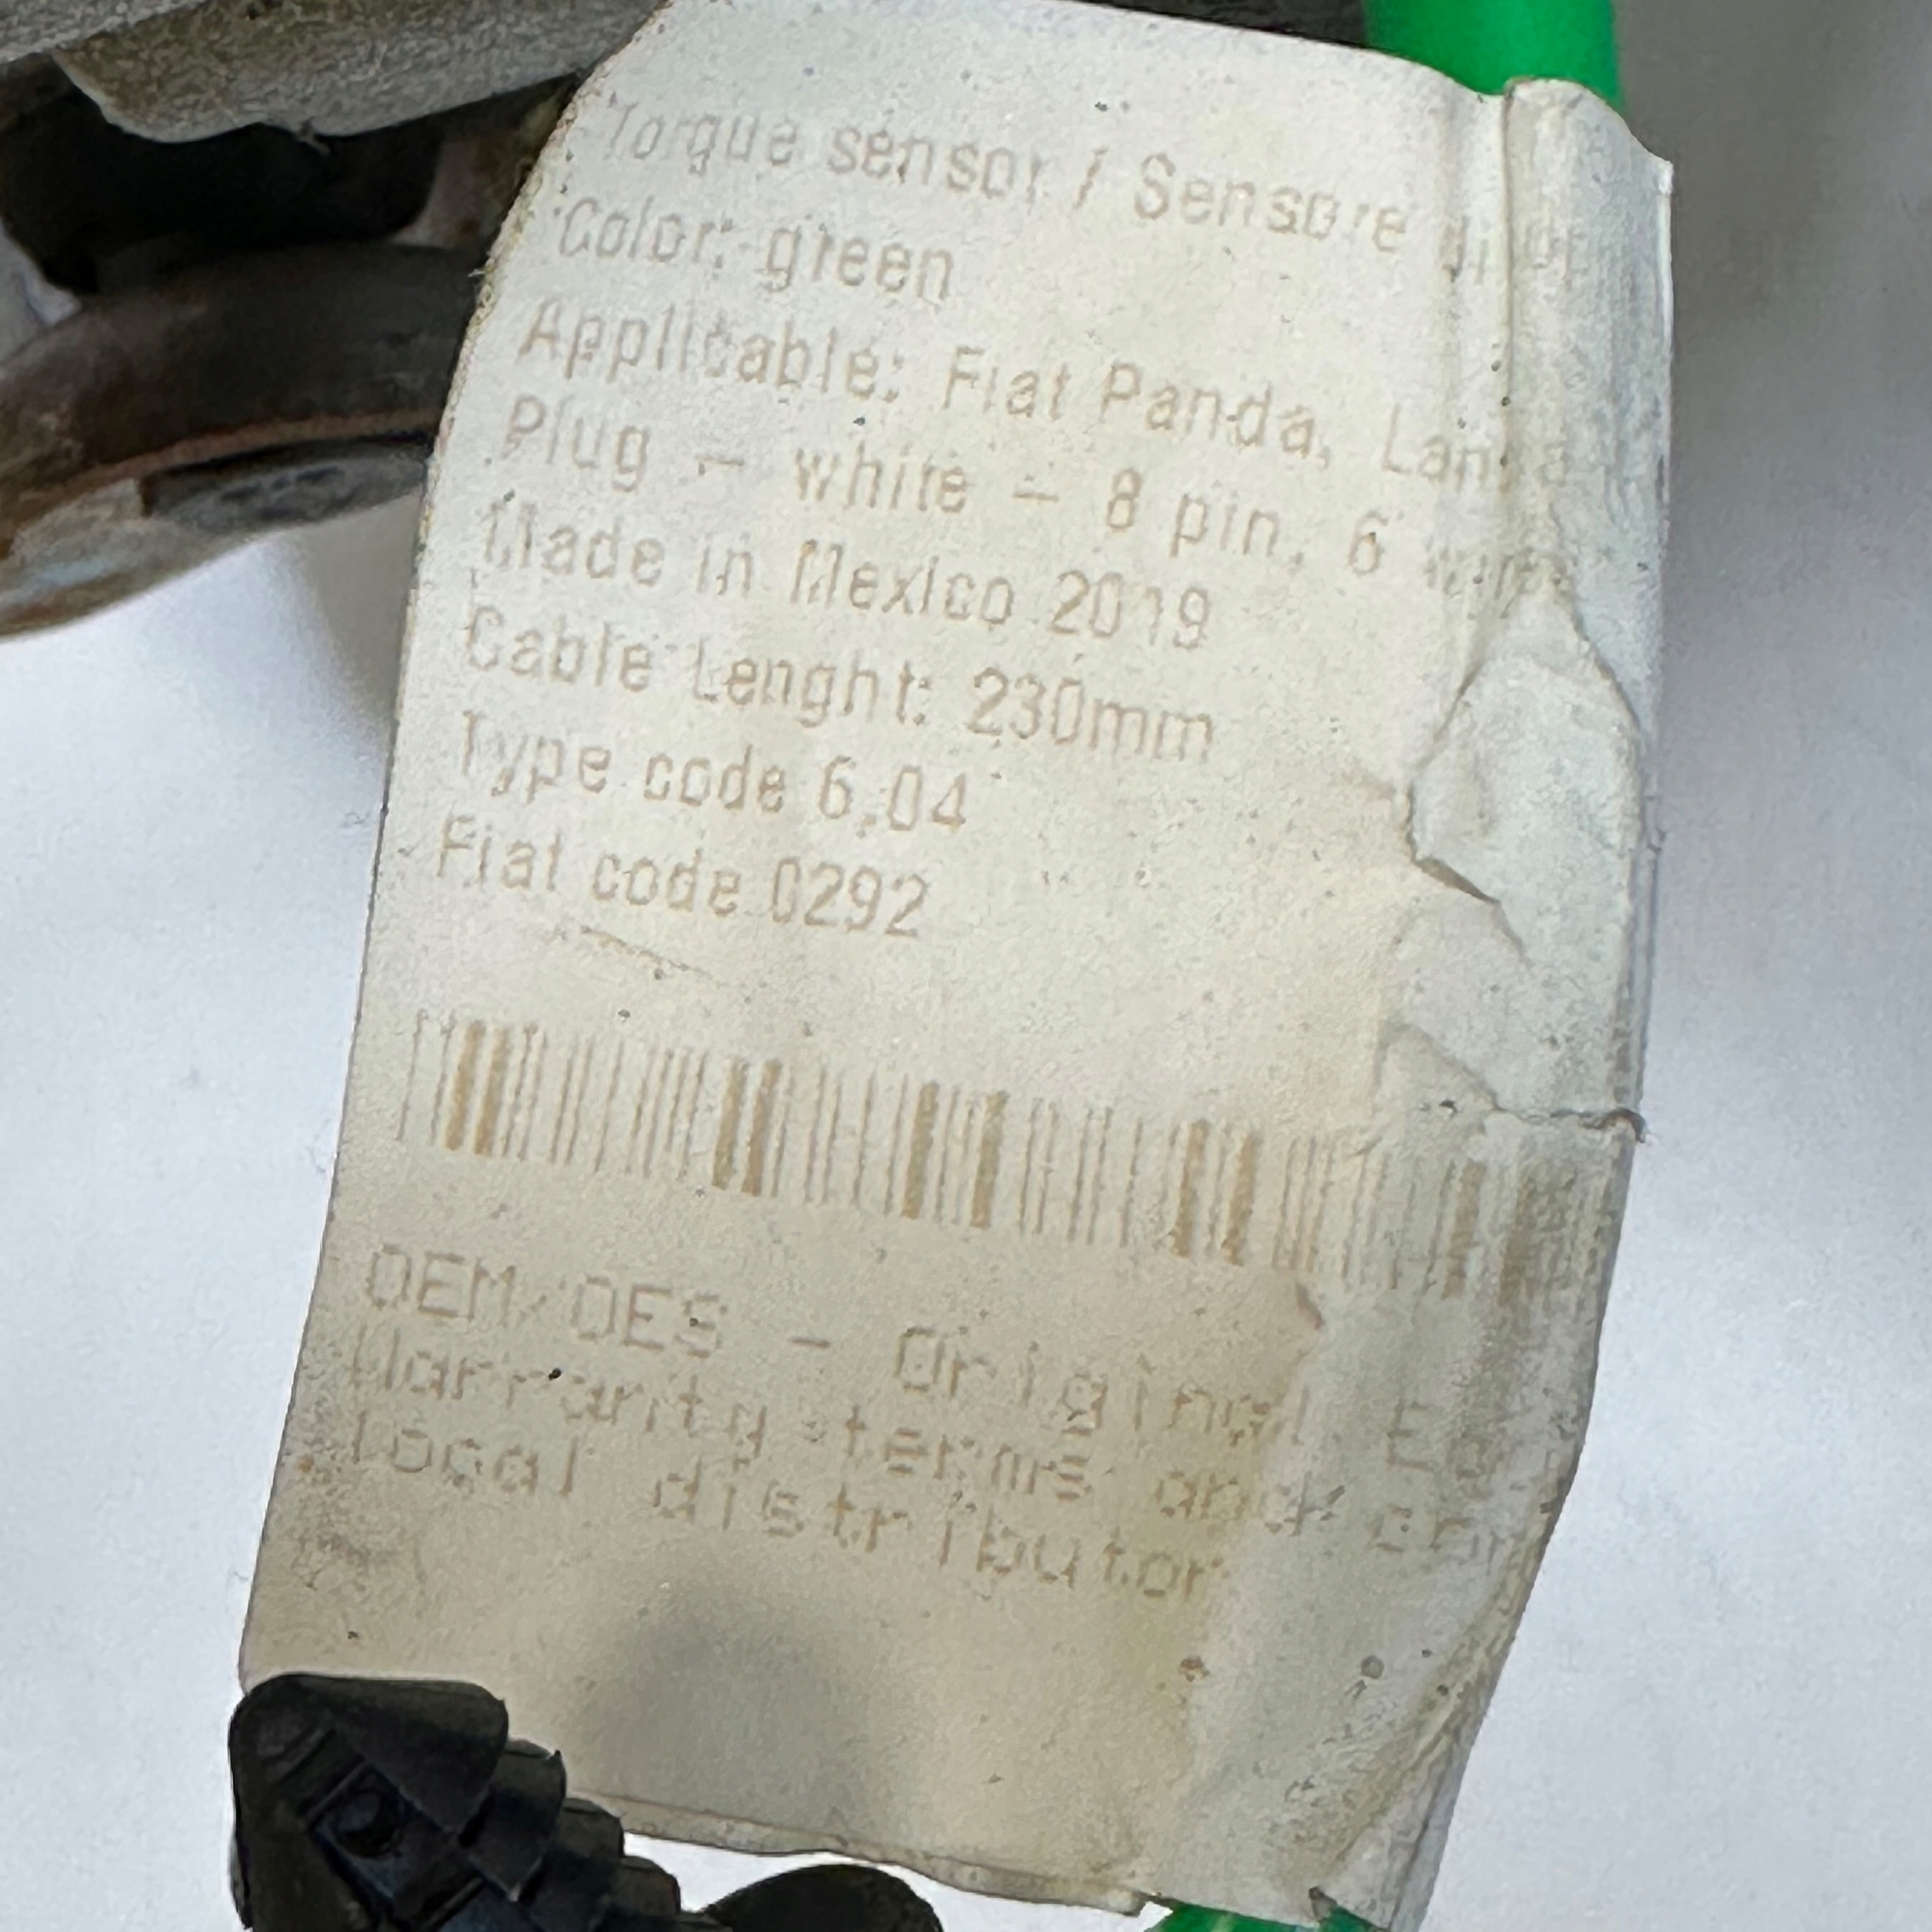 Torque sensor / Sensore di
Color: green
Applicable: Fiat Panda,
Plug - white - 8 pin, 6
Made in Mexico 2019
Cable Lenght: 230mm
Type code 6,04
Fiat code 0292
OEM/OES - Original
Warranty terms and
local distributor